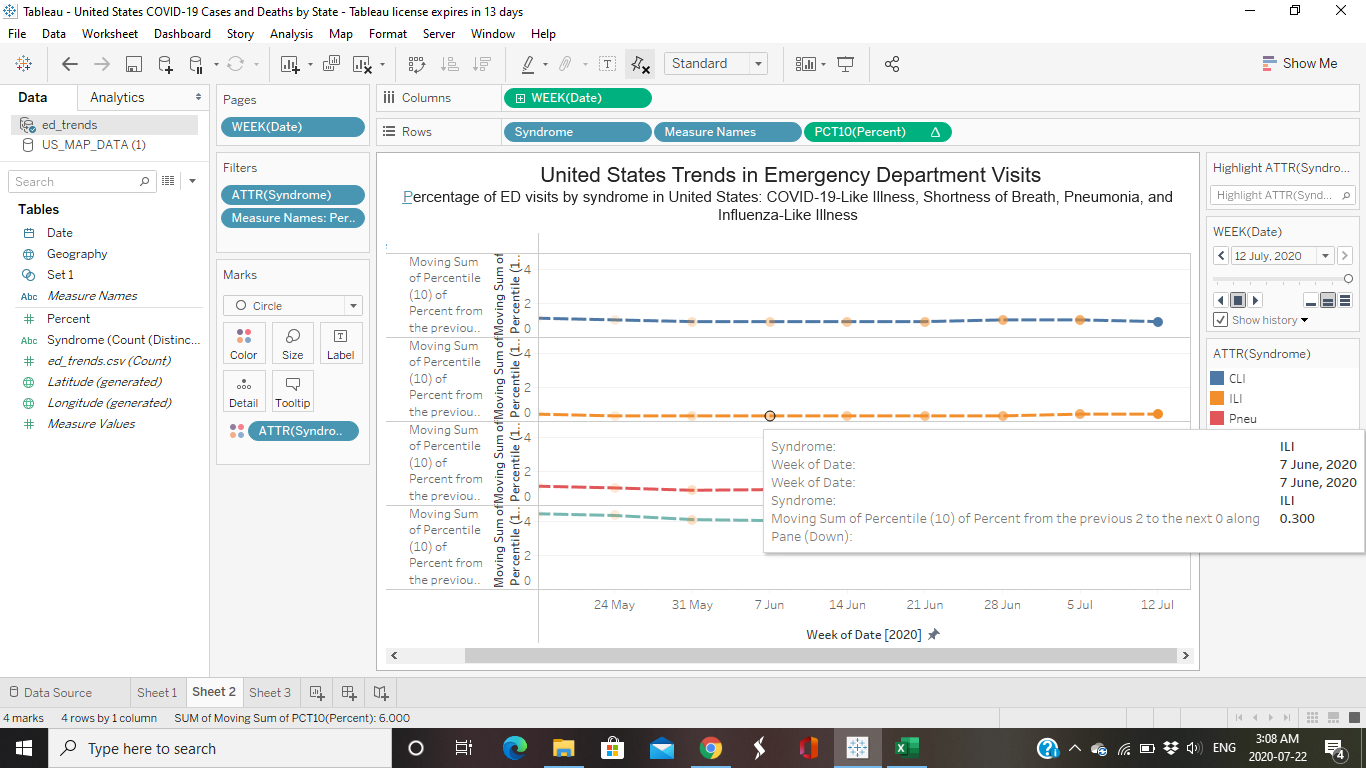 Tableau - United States COVID-19 Cases and Deaths by State - Tableau license expires in 13 days
File Data Worksheet Dashboard Story Analysis Map Format Server Window Help
Standard
Show Me
Data Analytics
ed_trends
US_MAP_DATA (1)
Search
Tables
Date
Geography
Set 1
Abc Measure Names
Percent
Abc Syndrome (Count (Distinc...
ed_trends.csv (Count)
Latitude (generated)
Longitude (generated)
Measure Values
Pages
WEEK(Date)
Filters
ATTR(Syndrome)
Measure Names: Per..
Marks
Circle
Color Size Label
Detail Tooltip
ATTR(Syndro..
Columns WEEK(Date)
Rows Syndrome Measure Names PCT10(Percent) Δ
United States Trends in Emergency Department Visits
Percentage of ED visits by syndrome in United States: COVID-19-Like Illness, Shortness of Breath, Pneumonia, and
Influenza-Like Illness
Moving Sum
of Percentile
(10) of
Percent from
the previou..
Moving Sum of
Percentile (1..
4
2
0
Moving Sum
of Percentile
(10) of
Percent from
the previou..
Moving Sum of
Percentile (1..
4
2
0
Moving Sum
of Percentile
(10) of
Percent from
the previou..
Moving Sum of
Percentile (1..
4
2
0
Moving Sum
of Percentile
(10) of
Percent from
the previou..
Moving Sum of
Percentile (1..
4
2
0
24 May 31 May 7 Jun 14 Jun 21 Jun 28 Jun 5 Jul 12 Jul
Week of Date [2020]
Syndrome: ILI
Week of Date: 7 June, 2020
Week of Date: 7 June, 2020
Syndrome: ILI
Moving Sum of Percentile (10) of Percent from the previous 2 to the next 0 along 0.300
Pane (Down):
Highlight ATTR(Syndro...
Highlight ATTR(Synd...
WEEK(Date)
12 July, 2020
Show history
ATTR(Syndrome)
CLI
ILI
Pneu
Data Source Sheet 1 Sheet 2 Sheet 3
4 marks 4 rows by 1 column SUM of Moving Sum of PCT10(Percent): 6.000
Type here to search
ENG
3:08 AM
2020-07-22
4